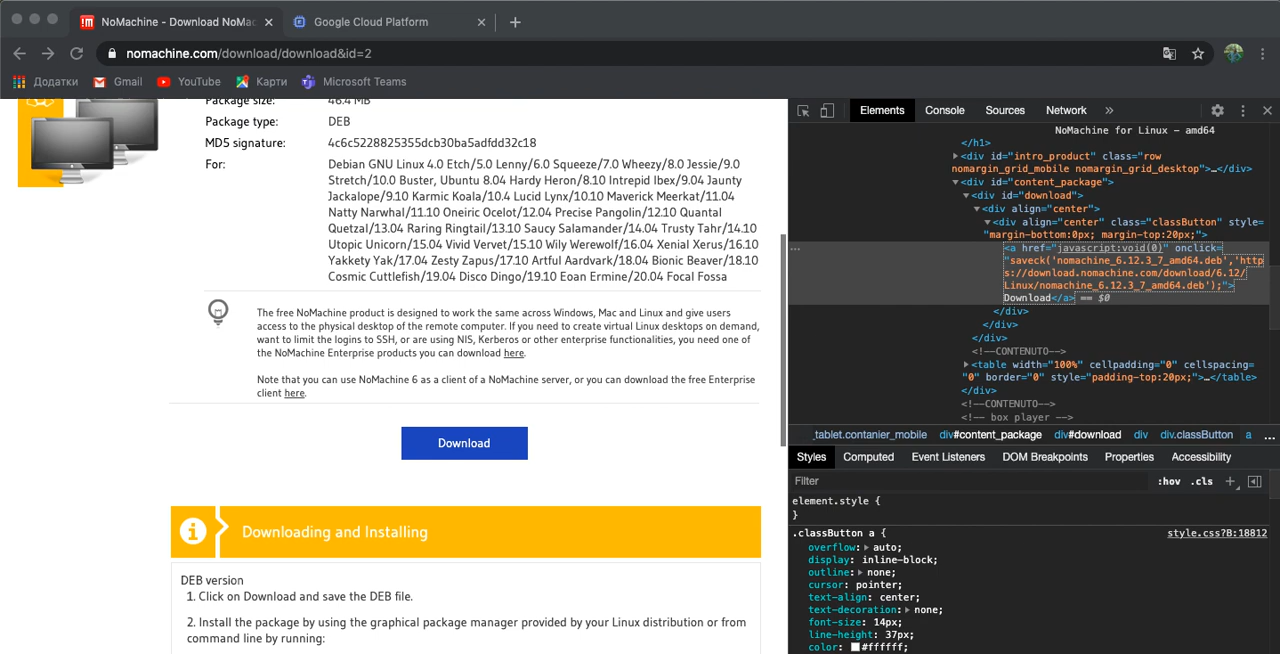 NoMachine - Download NoMac
Google Cloud Platform
nomachine.com/download/download&id=2
Додатки
Gmail
YouTube
Карти
Microsoft Teams
Package size: 46.4 MB
Package type: DEB
MD5 signature: 4c6c5228825355dcb30ba5adfdd32c18
For: Debian GNU Linux 4.0 Etch/5.0 Lenny/6.0 Squeeze/7.0 Wheezy/8.0 Jessie/9.0
Stretch/10.0 Buster, Ubuntu 8.04 Hardy Heron/8.10 Intrepid Ibex/9.04 Jaunty
Jackalope/9.10 Karmic Koala/10.4 Lucid Lynx/10.10 Maverick Meerkat/11.04
Natty Narwhal/11.10 Oneiric Ocelot/12.04 Precise Pangolin/12.10 Quantal
Quetzal/13.04 Raring Ringtail/13.10 Saucy Salamander/14.04 Trusty Tahr/14.10
Utopic Unicorn/15.04 Vivid Vervet/15.10 Wily Werewolf/16.04 Xenial Xerus/16.10
Yakkety Yak/17.04 Zesty Zapus/17.10 Artful Aardvark/18.04 Bionic Beaver/18.10
Cosmic Cuttlefish/19.04 Disco Dingo/19.10 Eoan Ermine/20.04 Focal Fossa
The free NoMachine product is designed to work the same across Windows, Mac and Linux and give users
access to the physical desktop of the remote computer. If you need to create virtual Linux desktops on demand,
want to limit the logins to SSH, or are using NIS, Kerberos or other enterprise functionalities, you need one of
the NoMachine Enterprise products you can download here.
Note that you can use NoMachine 6 as a client of a NoMachine server, or you can download the free Enterprise
client here.
Download
Downloading and Installing
DEB version
1. Click on Download and save the DEB file.
2. Install the package by using the graphical package manager provided by your Linux distribution or from
command line by running:
Elements
Console
Sources
Network
»
NoMachine for Linux - amd64
</h1>
<div id="intro_product" class="row
nomargin_grid_mobile nomargin_grid_desktop">…</div>
<div id="content_package">
<div id="download">
<div align="center">
<div align="center" class="classButton" style=
"margin-bottom:0px; margin-top:20px;">
<a href="javascript:void(0)" onclick=
"saveck('nomachine_6.12.3_7_amd64.deb','http
s://download.nomachine.com/download/6.12/
Linux/nomachine_6.12.3_7_amd64.deb');">
Download</a> == $0
</div>
</div>
</div>
<!--CONTENUTO-->
<table width="100%" cellpadding="0" cellspacing=
"0" border="0" style="padding-top:20px;">…</table>
</div>
<!--CONTENUTO-->
<!-- box player -->
_tablet.contanier_mobile div#content_package div#download div div.classButton a ...
Styles
Computed
Event Listeners
DOM Breakpoints
Properties
Accessibility
Filter
:hov .cls +
element.style {
}
.classButton a { style.css?B:18812
overflow: auto;
display: inline-block;
outline: none;
cursor: pointer;
text-align: center;
text-decoration: none;
font-size: 14px;
line-height: 37px;
color: #ffffff;